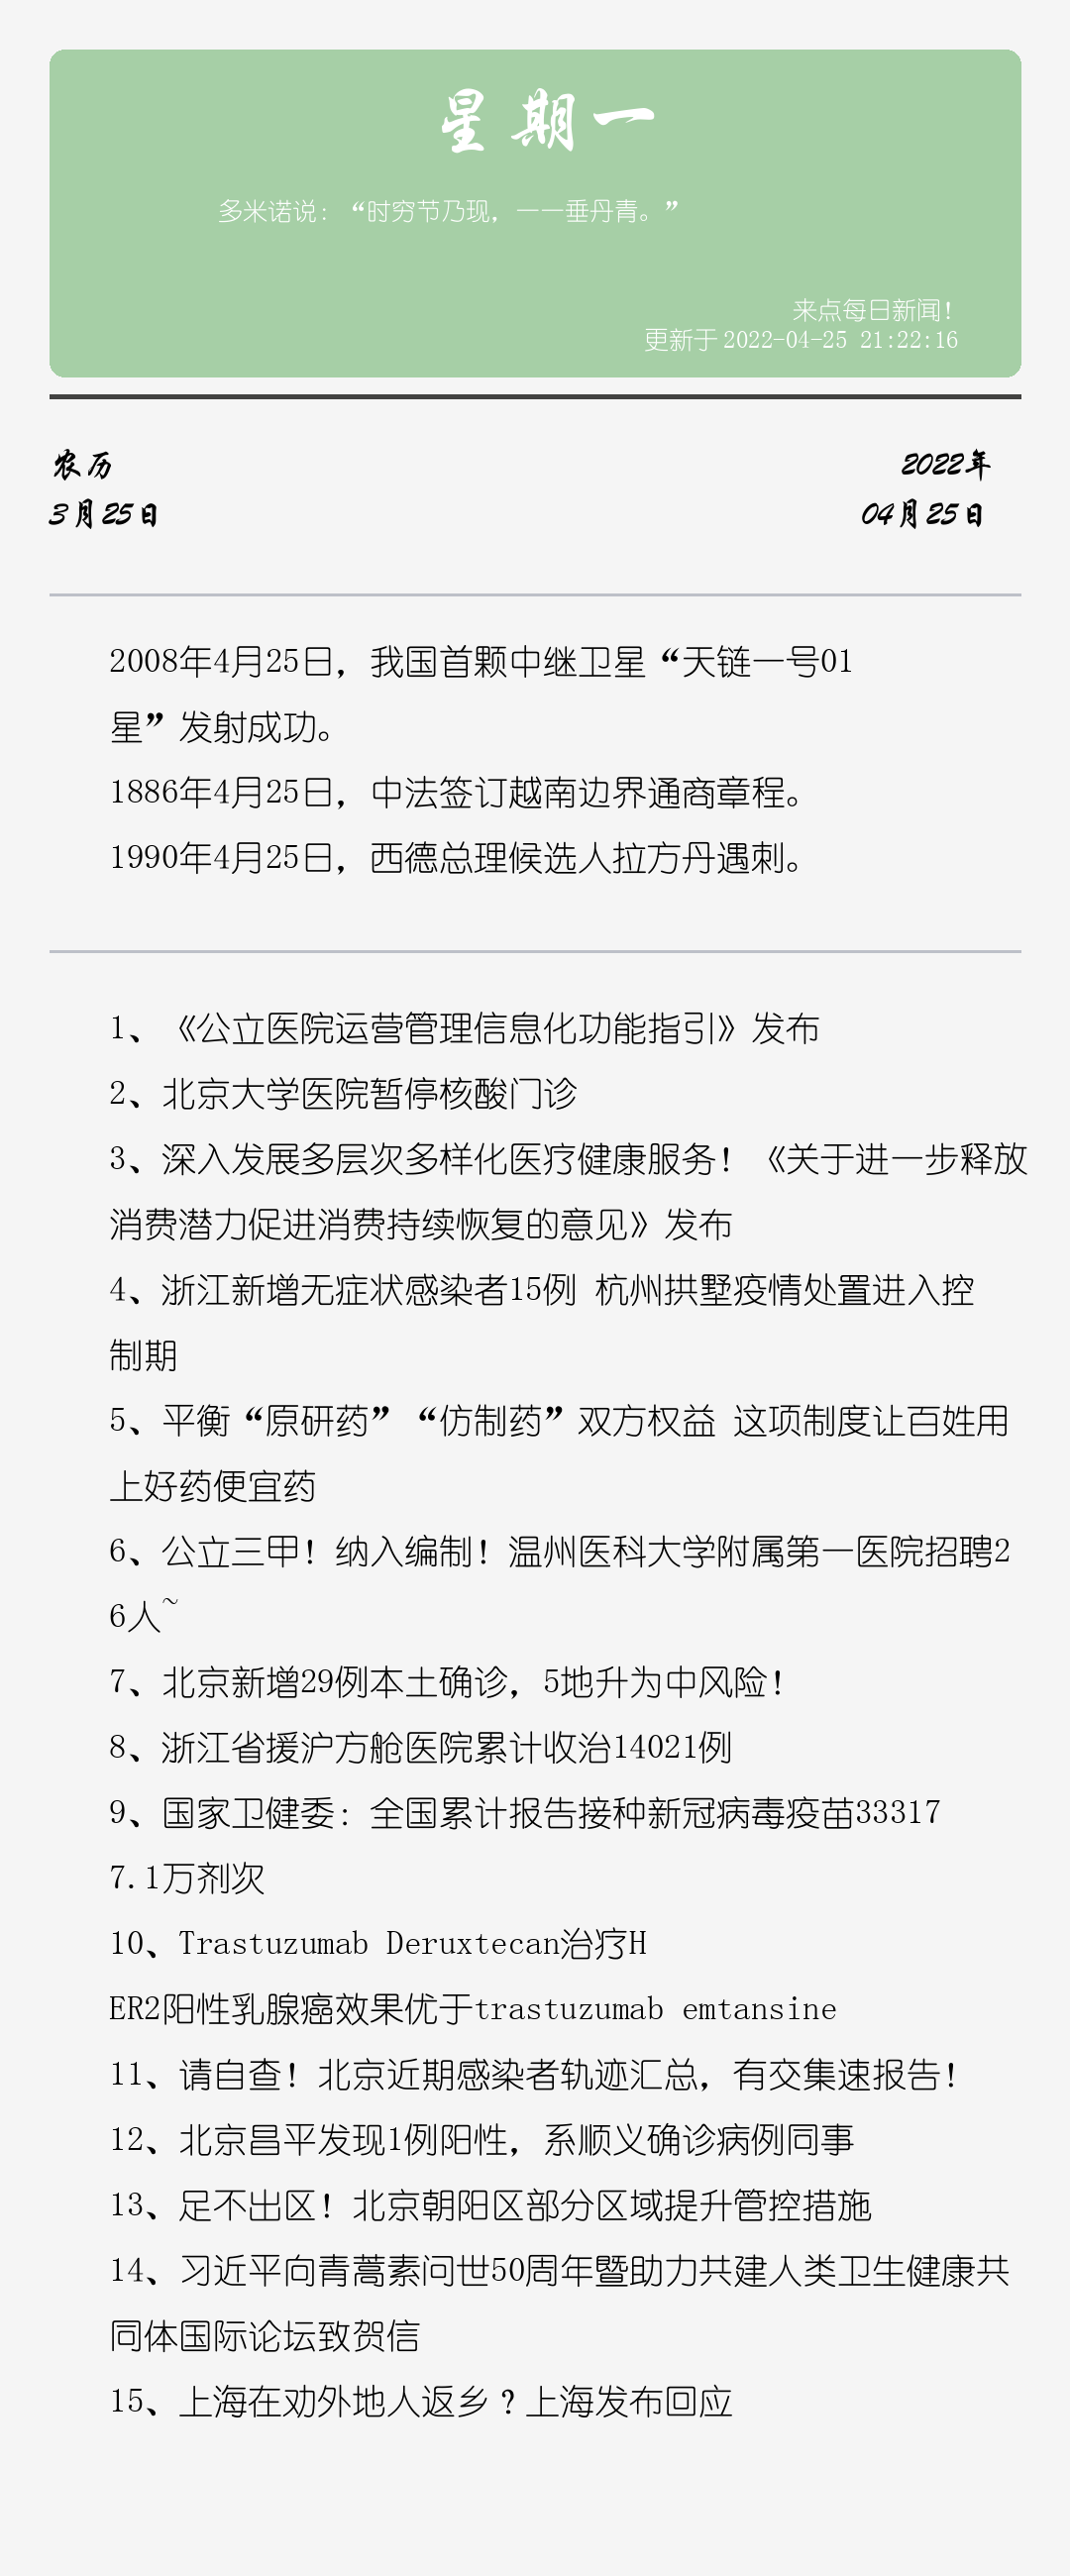 星期一
多米诺说：“时穷节乃现，一一垂丹青。”
来点每日新闻！
更新于 2022-04-25 21:22:16
农历
2022年
3月25日
04月25日
2008年4月25日，我国首颗中继卫星“天链一号01
星”发射成功。
1886年4月25日，中法签订越南边界通商章程。
1990年4月25日，西德总理候选人拉方丹遇刺。
1、《公立医院运营管理信息化功能指引》发布
2、北京大学医院暂停核酸门诊
3、深入发展多层次多样化医疗健康服务！《关于进一步释放
消费潜力促进消费持续恢复的意见》发布
4、浙江新增无症状感染者15例 杭州拱墅疫情处置进入控
制期
5、平衡“原研药”“仿制药”双方权益 这项制度让百姓用
上好药便宜药
6、公立三甲！纳入编制！温州医科大学附属第一医院招聘2
6人~
7、北京新增29例本土确诊，5地升为中风险！
8、浙江省援沪方舱医院累计收治14021例
9、国家卫健委：全国累计报告接种新冠病毒疫苗33317
7.1万剂次
10、Trastuzumab Deruxtecan治疗H
ER2阳性乳腺癌效果优于trastuzumab emtansine
11、请自查！北京近期感染者轨迹汇总，有交集速报告！
12、北京昌平发现1例阳性，系顺义确诊病例同事
13、足不出区！北京朝阳区部分区域提升管控措施
14、习近平向青蒿素问世50周年暨助力共建人类卫生健康共
同体国际论坛致贺信
15、上海在劝外地人返乡？上海发布回应